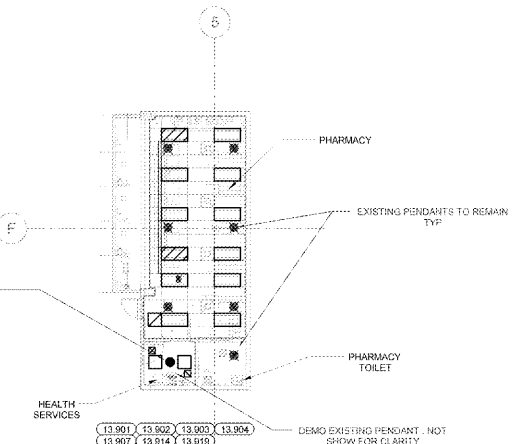 5
PHARMACY
EXISTING PENDANTS TO REMAIN
TYP
F
PHARMACY
TOILET
HEALTH
SERVICES
13.901 13.902 13.903 13.904
13.907 13.914 13.919
DEMO EXISTING PENDANT . NOT
SHOW FOR CLARITY